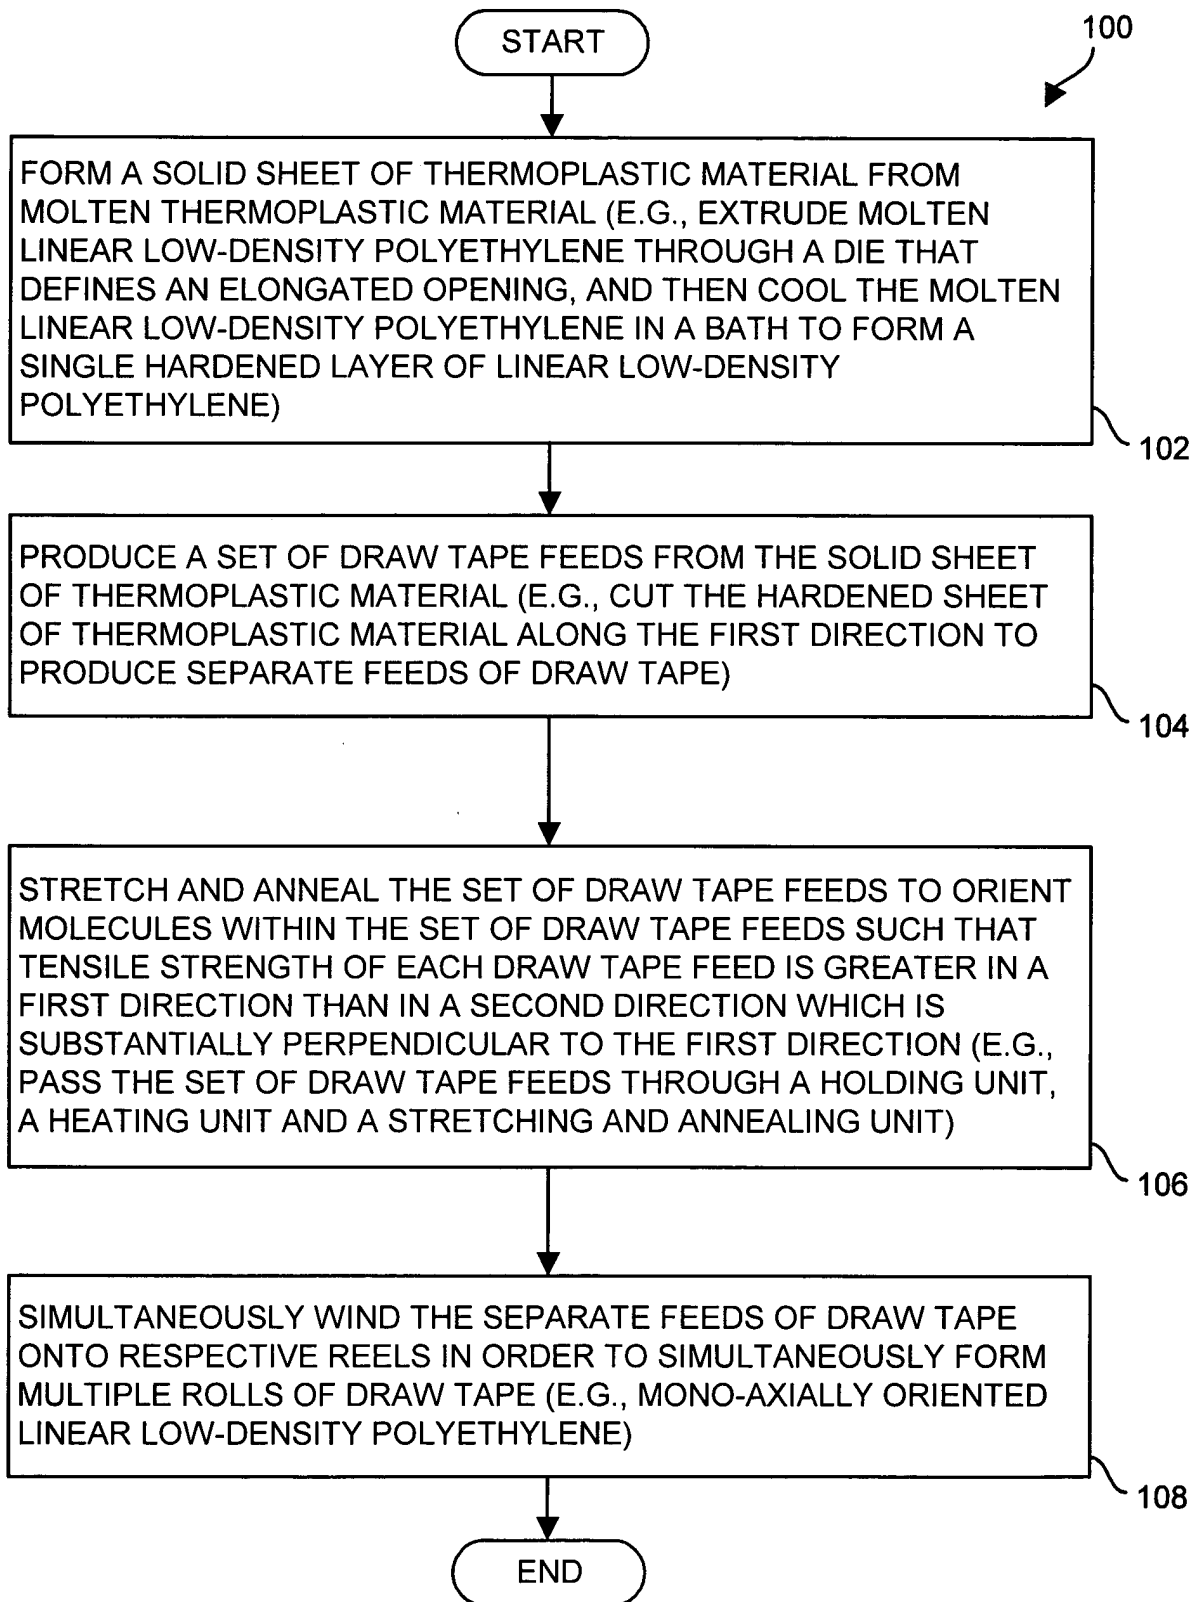 START
100
FORM A SOLID SHEET OF THERMOPLASTIC MATERIAL FROM
MOLTEN THERMOPLASTIC MATERIAL (E.G., EXTRUDE MOLTEN
LINEAR LOW-DENSITY POLYETHYLENE THROUGH A DIE THAT
DEFINES AN ELONGATED OPENING, AND THEN COOL THE MOLTEN
LINEAR LOW-DENSITY POLYETHYLENE IN A BATH TO FORM A
SINGLE HARDENED LAYER OF LINEAR LOW-DENSITY
POLYETHYLENE)
102
PRODUCE A SET OF DRAW TAPE FEEDS FROM THE SOLID SHEET
OF THERMOPLASTIC MATERIAL (E.G., CUT THE HARDENED SHEET
OF THERMOPLASTIC MATERIAL ALONG THE FIRST DIRECTION TO
PRODUCE SEPARATE FEEDS OF DRAW TAPE)
104
STRETCH AND ANNEAL THE SET OF DRAW TAPE FEEDS TO ORIENT
MOLECULES WITHIN THE SET OF DRAW TAPE FEEDS SUCH THAT
TENSILE STRENGTH OF EACH DRAW TAPE FEED IS GREATER IN A
FIRST DIRECTION THAN IN A SECOND DIRECTION WHICH IS
SUBSTANTIALLY PERPENDICULAR TO THE FIRST DIRECTION (E.G.,
PASS THE SET OF DRAW TAPE FEEDS THROUGH A HOLDING UNIT,
A HEATING UNIT AND A STRETCHING AND ANNEALING UNIT)
106
SIMULTANEOUSLY WIND THE SEPARATE FEEDS OF DRAW TAPE
ONTO RESPECTIVE REELS IN ORDER TO SIMULTANEOUSLY FORM
MULTIPLE ROLLS OF DRAW TAPE (E.G., MONO-AXIALLY ORIENTED
LINEAR LOW-DENSITY POLYETHYLENE)
108
END